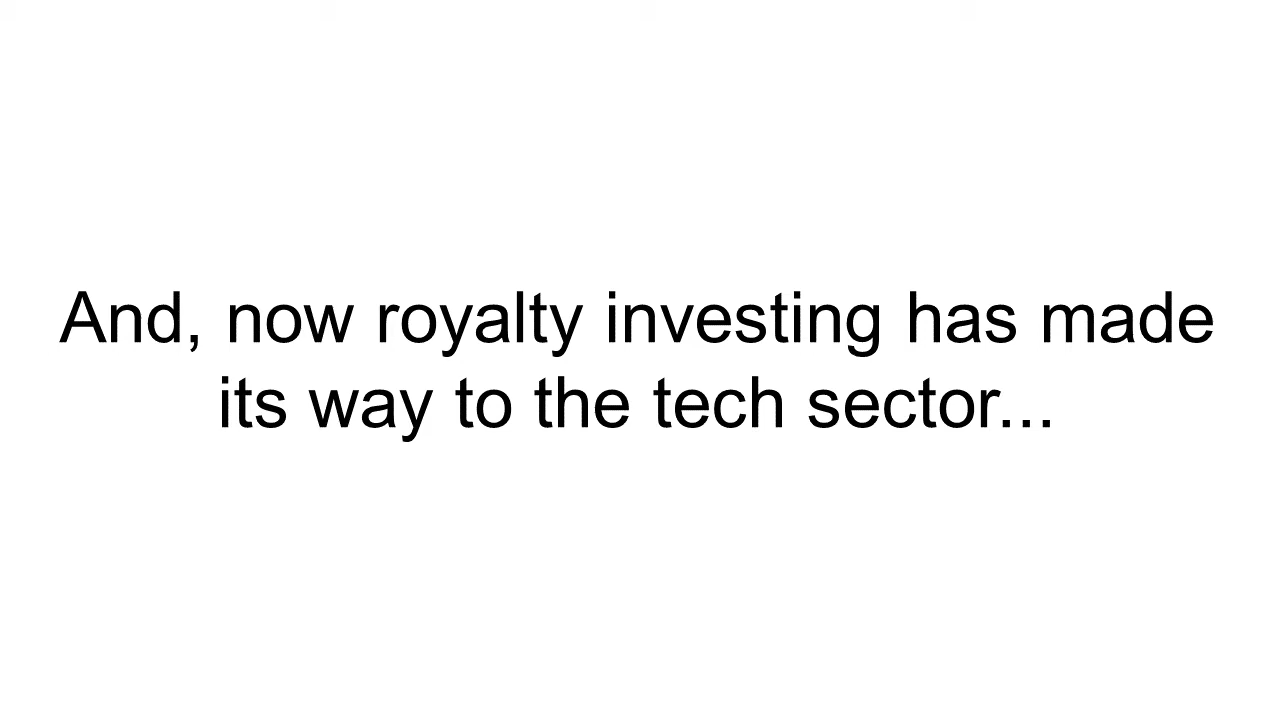 And, now royalty investing has made
its way to the tech sector...